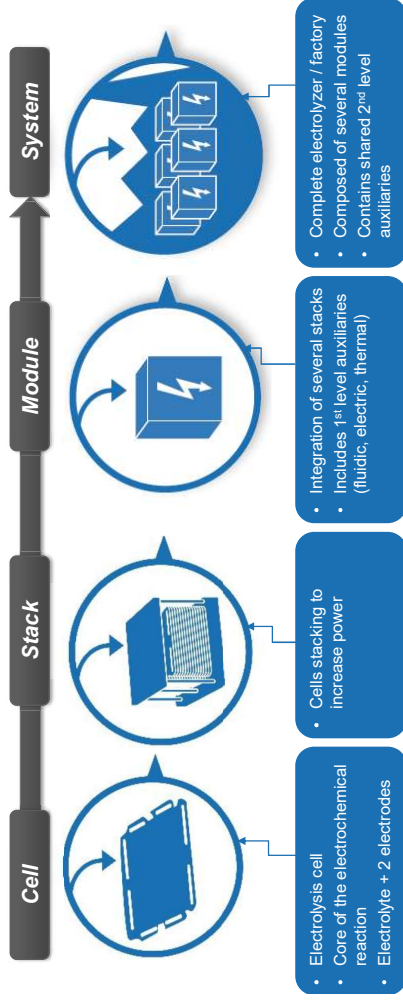 Cell
Stack
Module
System
• Electrolysis cell
• Core of the electrochemical
reaction
• Electrolyte + 2 electrodes
• Cells stacking to
increase power
• Integration of several stacks
• Includes 1st level auxiliaries
(fluidic, electric, thermal)
• Complete electrolyzer / factory
• Composed of several modules
• Contains shared 2nd level
auxiliaries